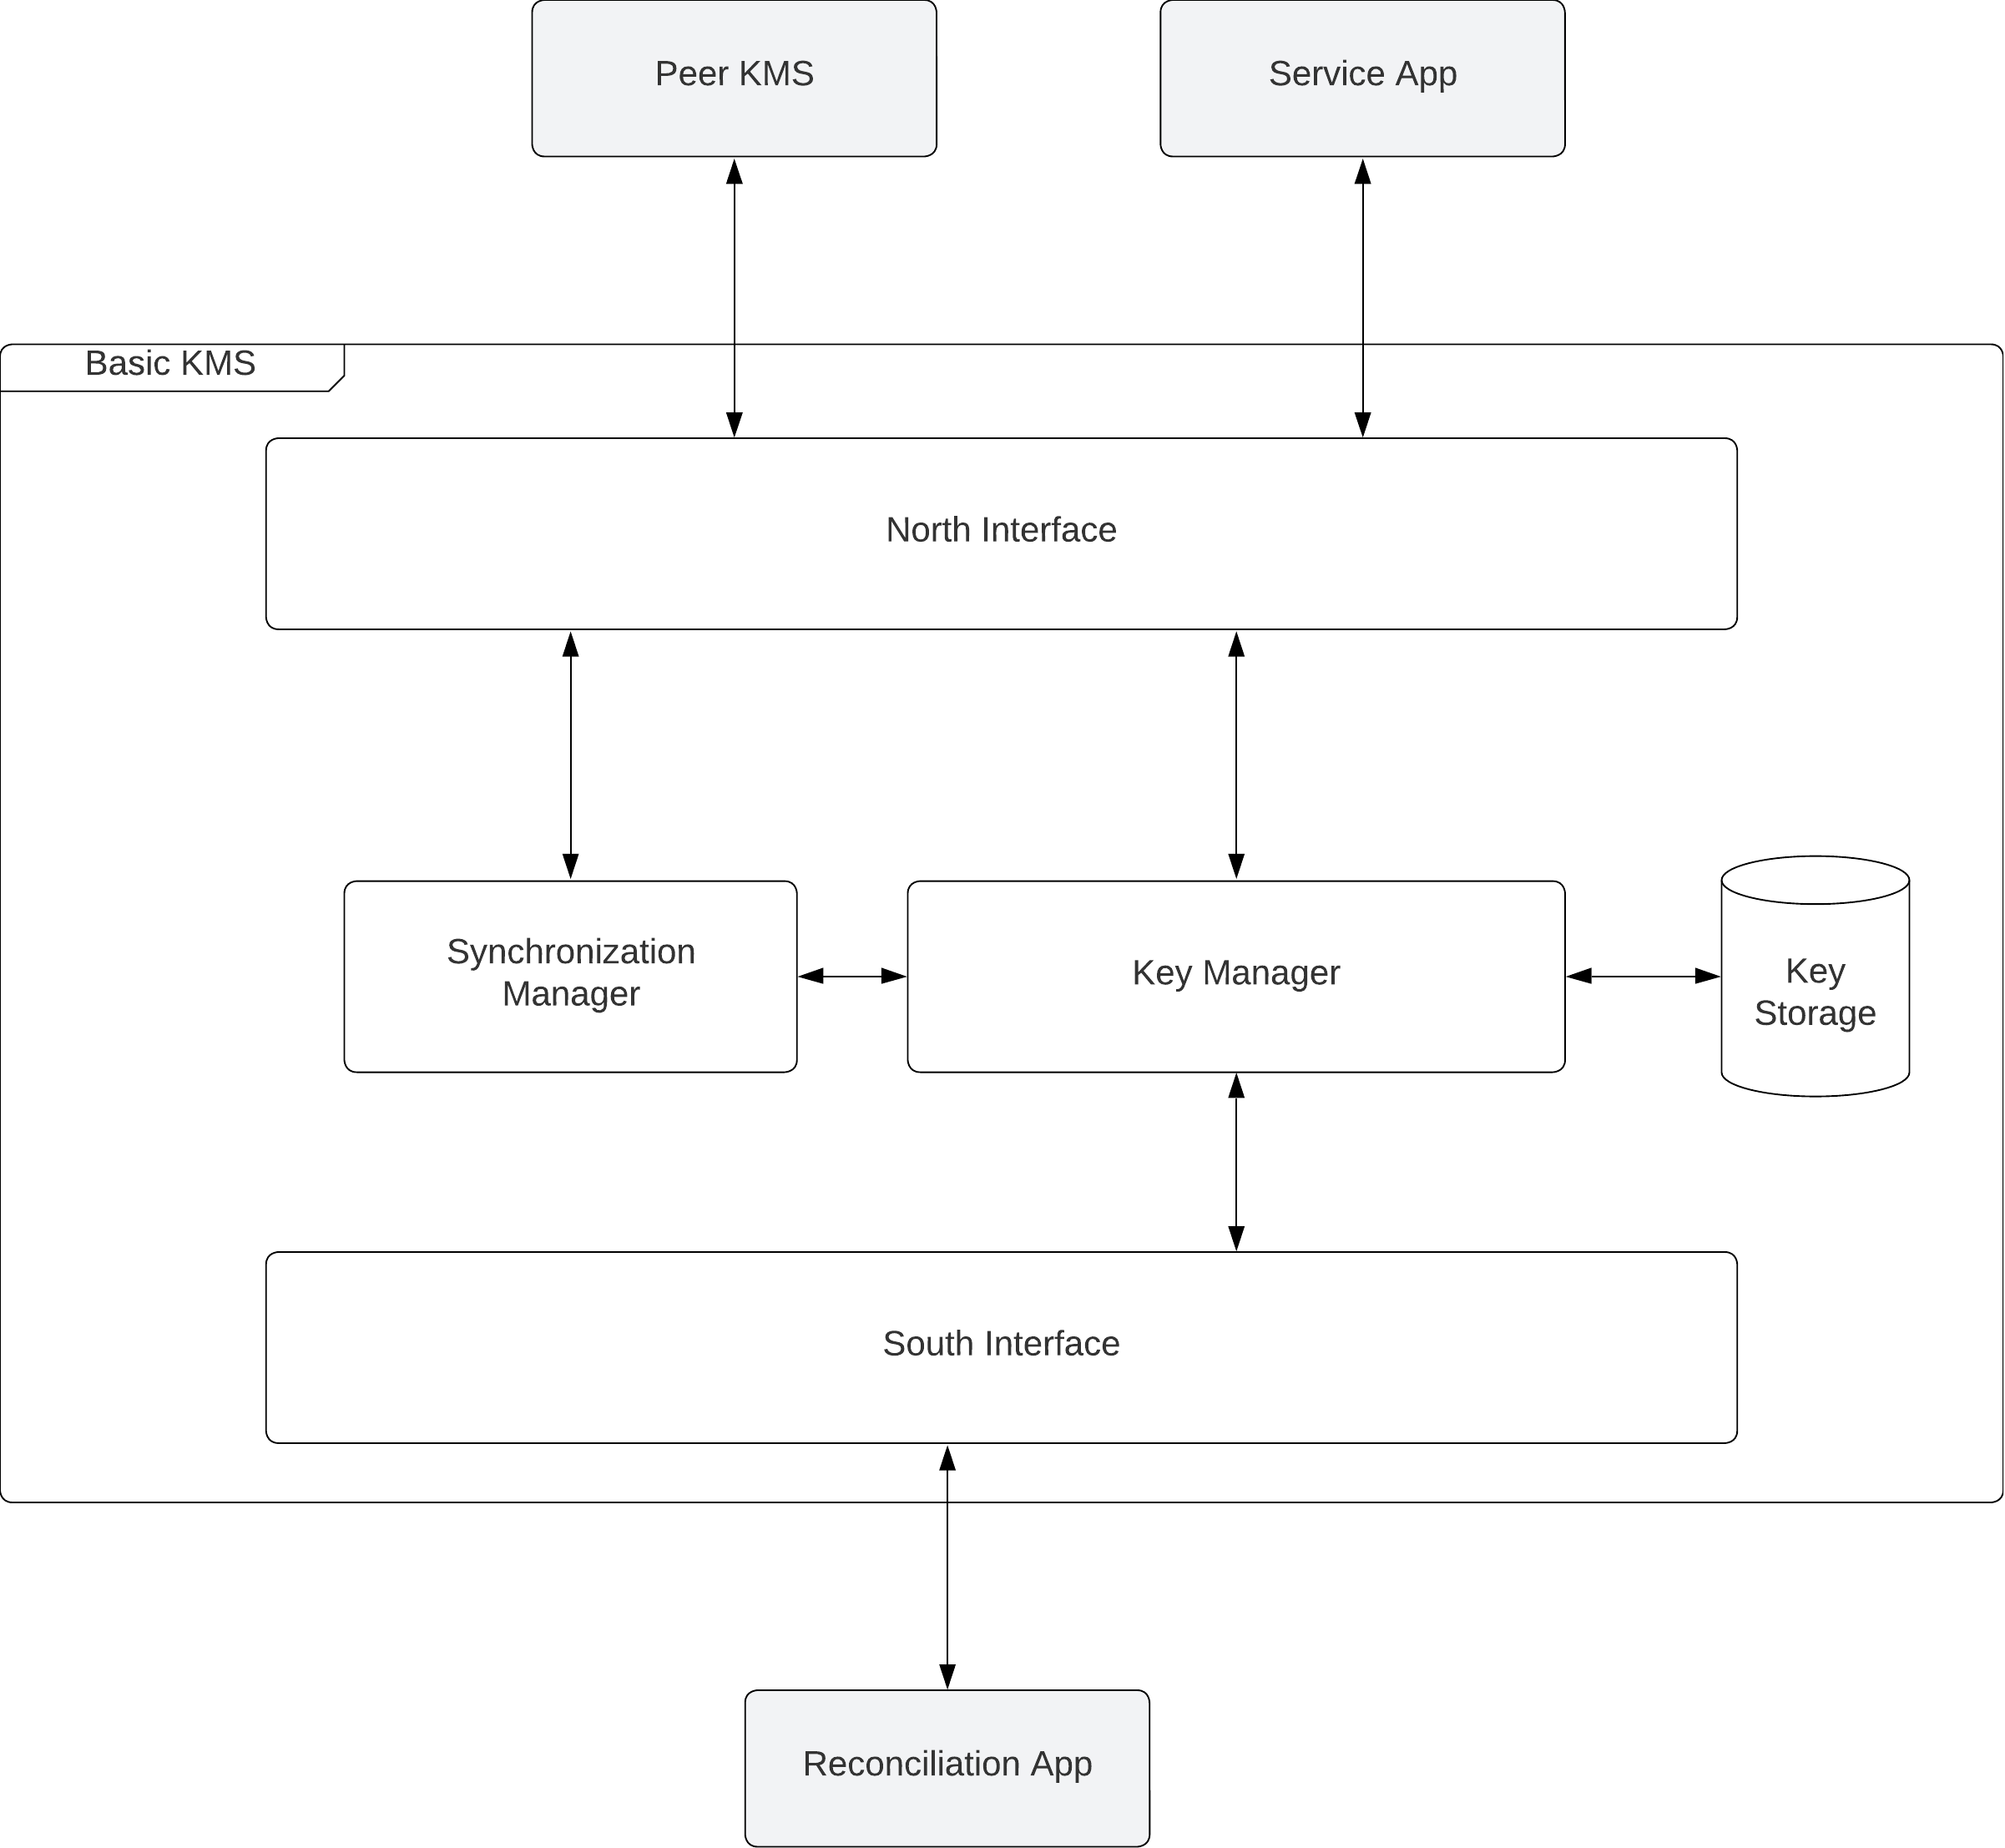 Peer KMS
Service App
Basic KMS
North Interface
Synchronization
Manager
Key Manager
Key
Storage
South Interface
Reconciliation App